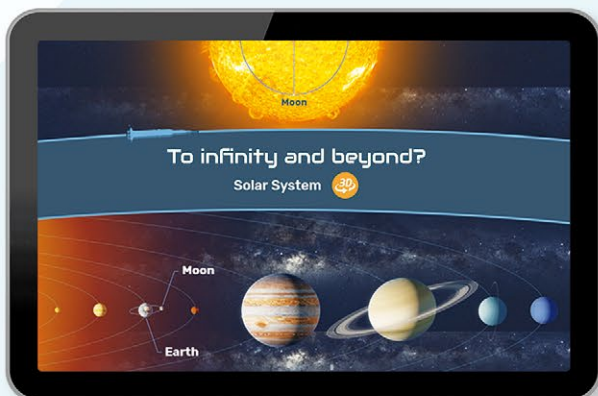 Moon
To infinity and beyond?
Solar System 3D
Moon
Earth